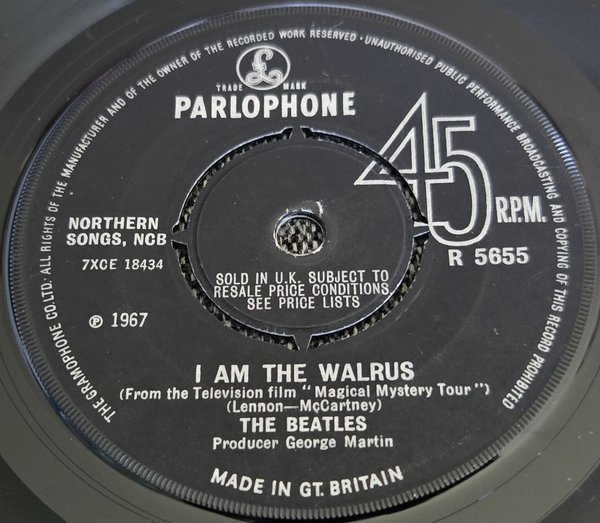 THE GRAMOPHONE CO. LTD. ALL RIGHTS OF THE MANUFACTURER AND OF THE OWNER OF THE RECORDED WORK RESERVED · UNAUTHORISED PUBLIC PERFORMANCE BROADCASTING AND COPYING OF THIS RECORD PROHIBITED
£
TRADE MARK
PARLOPHONE
45
R.P.M.
R 5655
NORTHERN
SONGS, NCB
7XCE 18434
℗ 1967
SOLD IN U.K. SUBJECT TO
RESALE PRICE CONDITIONS,
SEE PRICE LISTS
I AM THE WALRUS
(From the Television film "Magical Mystery Tour")
(Lennon—McCartney)
THE BEATLES
Producer George Martin
MADE IN GT. BRITAIN